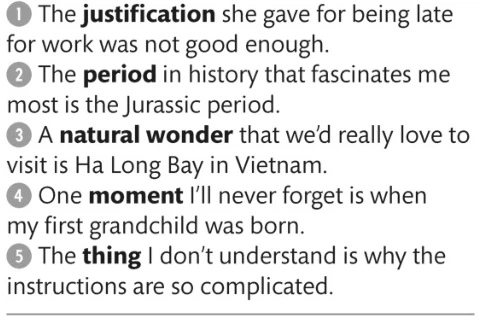 1 The justification she gave for being late
for work was not good enough.
2 The period in history that fascinates me
most is the Jurassic period.
3 A natural wonder that we’d really love to
visit is Ha Long Bay in Vietnam.
4 One moment I’ll never forget is when
my first grandchild was born.
5 The thing I don’t understand is why the
instructions are so complicated.